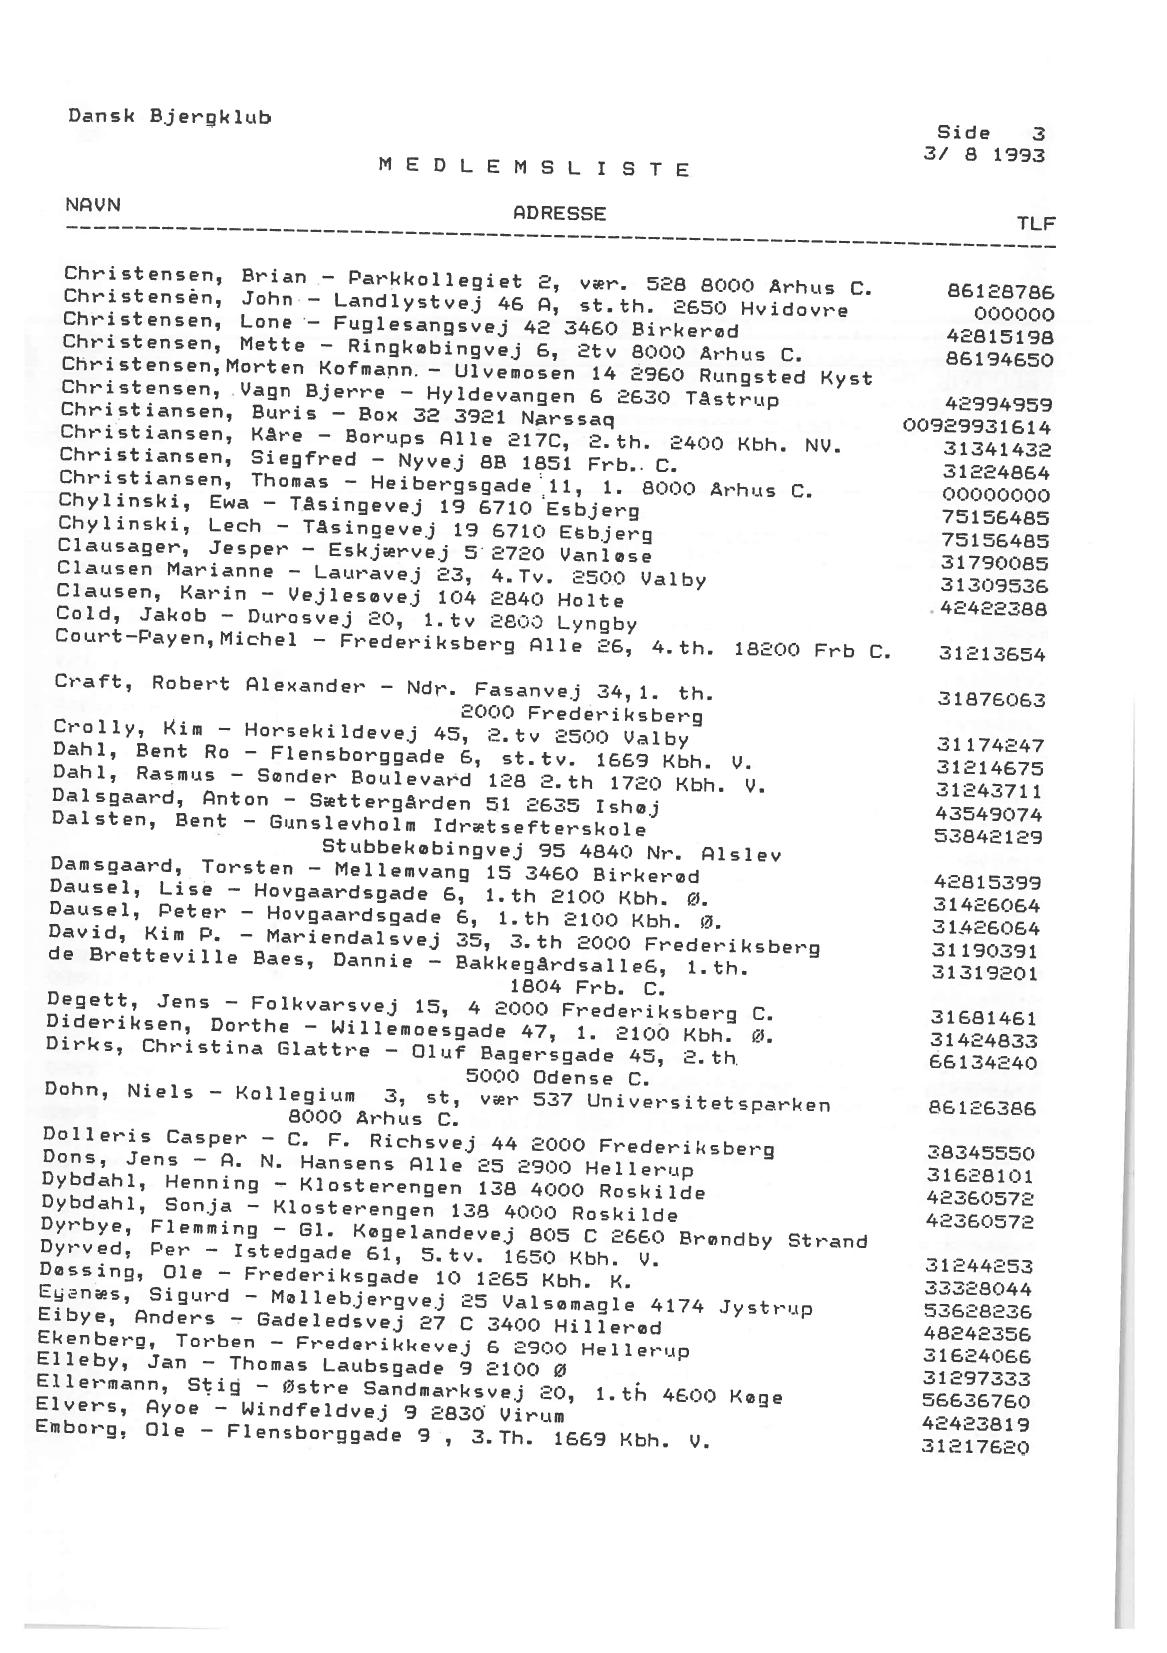 Dansk Bjergklub
Side 3
3/ 8 1993
M E D L E M S L I S T E
NAVN ADRESSE TLF
Christensen, Brian - Parkkollegiet 2, vær. 528 8000 Arhus C. 86128786
Christensen, John - Landlystvej 46 A, st.th. 2650 Hvidovre 000000
Christensen, Lone - Fuglesangsvej 42 3460 Birkerød 42815198
Christensen, Mette - Ringkøbingvej 6, 2tv 8000 Arhus C. 86194650
Christensen,Morten Kofmann. - Ulvemosen 14 2960 Rungsted Kyst
Christensen, Vagn Bjerre - Hyldevangen 6 2630 Tåstrup 42994959
Christiansen, Buris - Box 32 3921 Narssaq 00929931614
Christiansen, Kåre - Borups Alle 217C, 2.th. 2400 Kbh. NV. 31341432
Christiansen, Siegfred - Nyvej 8B 1851 Frb.. C. 31224864
Christiansen, Thomas - Heibergsgade 11, 1. 8000 Arhus C. 00000000
Chylinski, Ewa - Tåsingevej 19 6710 Esbjerg 75156485
Chylinski, Lech - Tåsingevej 19 6710 Esbjerg 75156485
Clausager, Jesper - Eskjærvej 5 2720 Vanløse 31790085
Clausen Marianne - Lauravej 23, 4.Tv. 2500 Valby 31309536
Clausen, Karin - Vejlesøvej 104 2840 Holte 42422388
Cold, Jakob - Durosvej 20, 1.tv 2800 Lyngby
Court-Payen,Michel - Frederiksberg Alle 26, 4.th. 18200 Frb C. 31213654
Craft, Robert Alexander - Ndr. Fasanvej 34,1. th. 31876063
2000 Frederiksberg
Crolly, Kim - Horsekildevej 45, 2.tv 2500 Valby 31174247
Dahl, Bent Ro - Flensborggade 6, st.tv. 1669 Kbh. V. 31214675
Dahl, Rasmus - Sønder Boulevard 128 2.th 1720 Kbh. V. 31243711
Dalsgaard, Anton - Sættergården 51 2635 Ishøj 43549074
Dalsten, Bent - Gunslevholm Idrætsefterskole 53842129
Stubbekøbingvej 95 4840 Nr. Alslev
Damsgaard, Torsten - Mellemvang 15 3460 Birkerød 42815399
Dausel, Lise - Hovgaardsgade 6, 1.th 2100 Kbh. Ø. 31426064
Dausel, Peter - Hovgaardsgade 6, 1.th 2100 Kbh. Ø. 31426064
David, Kim P. - Mariendalsvej 35, 3.th 2000 Frederiksberg 31190391
de Bretteville Baes, Dannie - Bakkegårdsalle6, 1.th. 31319201
1804 Frb. C.
Degett, Jens - Folkvarsvej 15, 4 2000 Frederiksberg C. 31681461
Dideriksen, Dorthe - Willemoesgade 47, 1. 2100 Kbh. Ø. 31424833
Dirks, Christina Glattre - Oluf Bagersgade 45, 2.th. 66134240
5000 Odense C.
Dohn, Niels - Kollegium 3, st, vær 537 Universitetsparken 86126386
8000 Arhus C.
Dolleris Casper - C. F. Richsvej 44 2000 Frederiksberg 38345550
Dons, Jens - A. N. Hansens Alle 25 2900 Hellerup 31628101
Dybdahl, Henning - Klosterengen 138 4000 Roskilde 42360572
Dybdahl, Sonja - Klosterengen 138 4000 Roskilde 42360572
Dyrbye, Flemming - Gl. Køgelandevej 805 C 2660 Brøndby Strand
Dyrved, Per - Istedgade 61, 5.tv. 1650 Kbh. V. 31244253
Døssing, Ole - Frederiksgade 10 1265 Kbh. K. 33328044
Egenæs, Sigurd - Møllebjergvej 25 Valsømagle 4174 Jystrup 53628236
Eibye, Anders - Gadeledsvej 27 C 3400 Hillerød 48242356
Ekenberg, Torben - Frederikkevej 6 2900 Hellerup 31624066
Elleby, Jan - Thomas Laubsgade 9 2100 Ø 31297333
Ellermann, Stig - Østre Sandmarksvej 20, 1.th 4600 Køge 56636760
Elvers, Ayoe - Windfeldvej 9 2830 Virum 42423819
Emborg, Ole - Flensborggade 9 , 3.Th. 1669 Kbh. V. 31217620